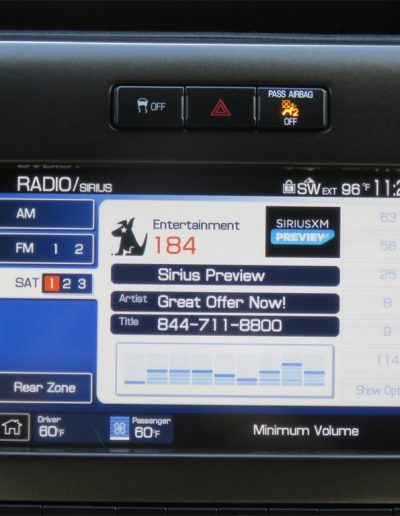 OFF
PASS AIRBAG
2
OFF
RADIO/SIRIUS
SW EXT 96°F 11:2
AM
FM 1 2
SAT 1 2 3
Rear Zone
Entertainment
184
SIRIUSXM
PREVIEW
Sirius Preview
Artist Great Offer Now!
Title 844-711-8800
63
56
25
8
9
114
Show Opt
Driver
60°F
Passenger
60°F
Minimum Volume